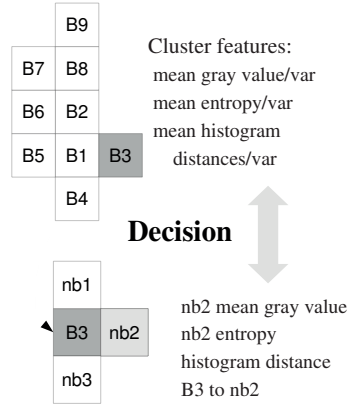 B9
B7 B8
B6 B2
B5 B1 B3
B4
Cluster features:
mean gray value/var
mean entropy/var
mean histogram
distances/var
Decision
nb1
B3 nb2
nb3
nb2 mean gray value
nb2 entropy
histogram distance
B3 to nb2